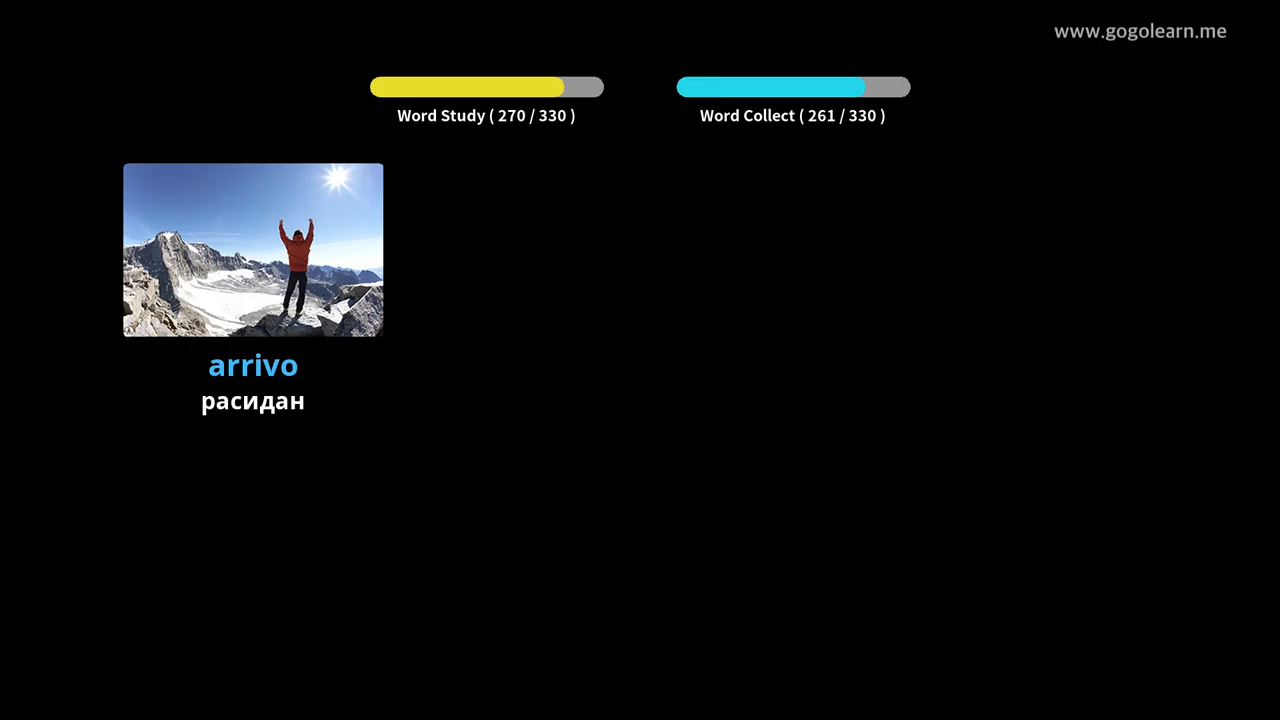 www.gogolearn.me
Word Study ( 270 / 330 )
Word Collect ( 261 / 330 )
arrivo
расидан